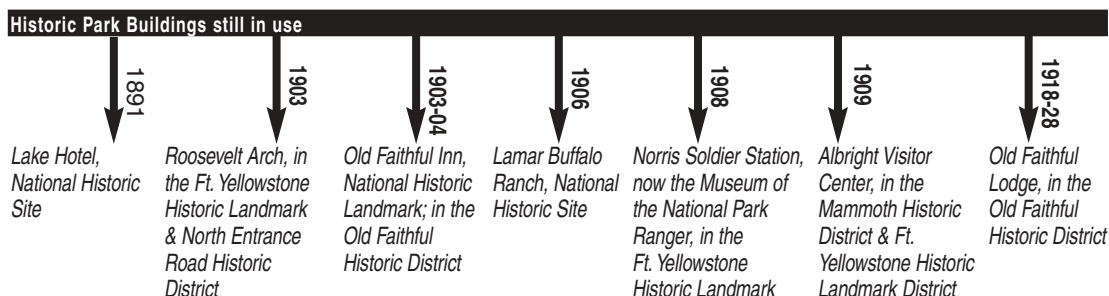 Historic Park Buildings still in use
1891
Lake Hotel,
National Historic
Site
1903
Roosevelt Arch, in
the Ft. Yellowstone
Historic Landmark
& North Entrance
Road Historic
District
1903-04
Old Faithful Inn,
National Historic
Landmark; in the
Old Faithful
Historic District
1906
Lamar Buffalo
Ranch, National
Historic Site
1908
Norris Soldier Station,
now the Museum of
the National Park
Ranger, in the
Ft. Yellowstone
Historic Landmark
1909
Albright Visitor
Center, in the
Mammoth Historic
District & Ft.
Yellowstone Historic
Landmark District
1918-28
Old Faithful
Lodge, in the
Old Faithful
Historic District